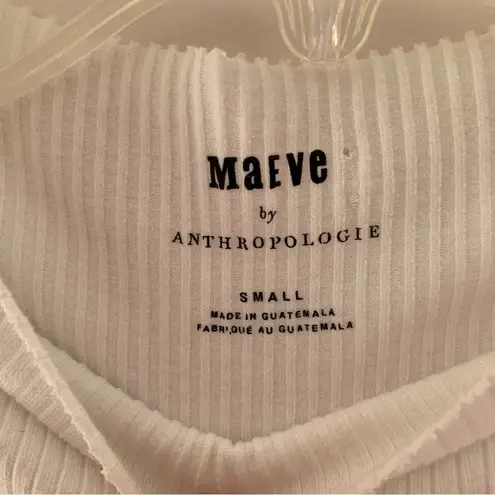 MaEve
by
ANTHROPOLOGIE
SMALL
MADE IN GUATEMALA
FABRIQUÉ AU GUATEMALA